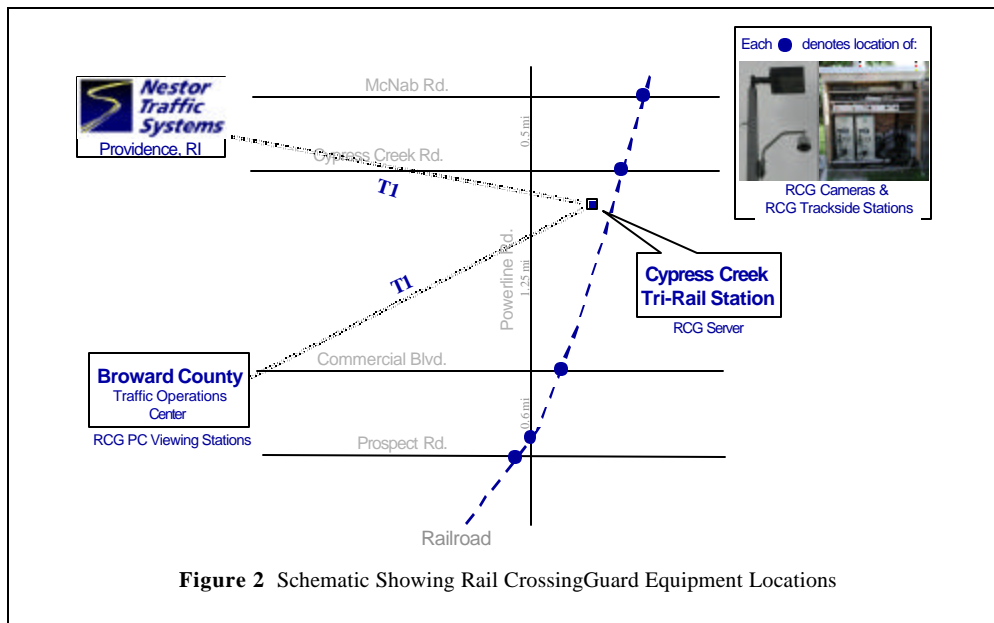 Nestor
Traffic
Systems
Providence, RI
McNab Rd.
Cypress Creek Rd.
Commercial Blvd.
Prospect Rd.
Powerline Rd.
0.5 mi
1.25 mi
0.6 mi
T1
T1
Each denotes location of:
RCG Cameras &
RCG Trackside Stations
Cypress Creek
Tri-Rail Station
RCG Server
Broward County
Traffic Operations
Center
RCG PC Viewing Stations
Railroad
Figure 2 Schematic Showing Rail CrossingGuard Equipment Locations